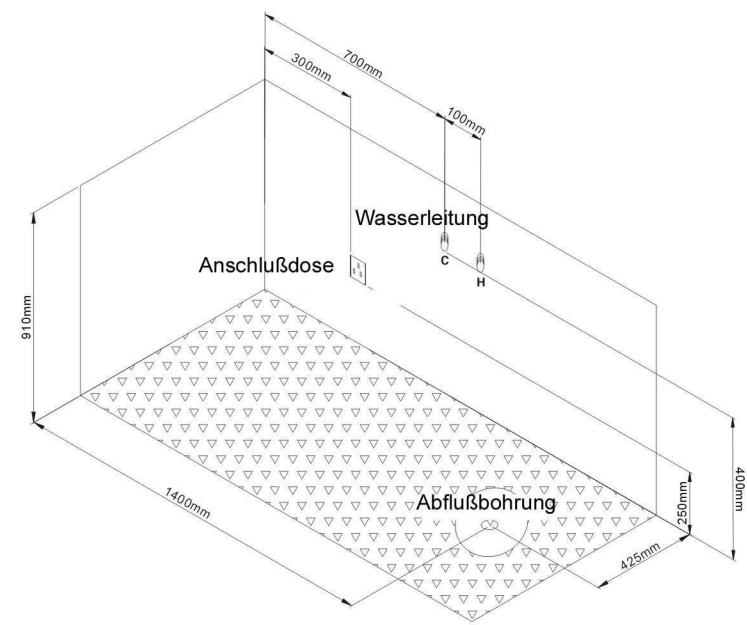 700mm
300mm
100mm
Wasserleitung
C
H
Anschlußdose
910mm
1400mm
Abflußbohrung
250mm
400mm
425mm